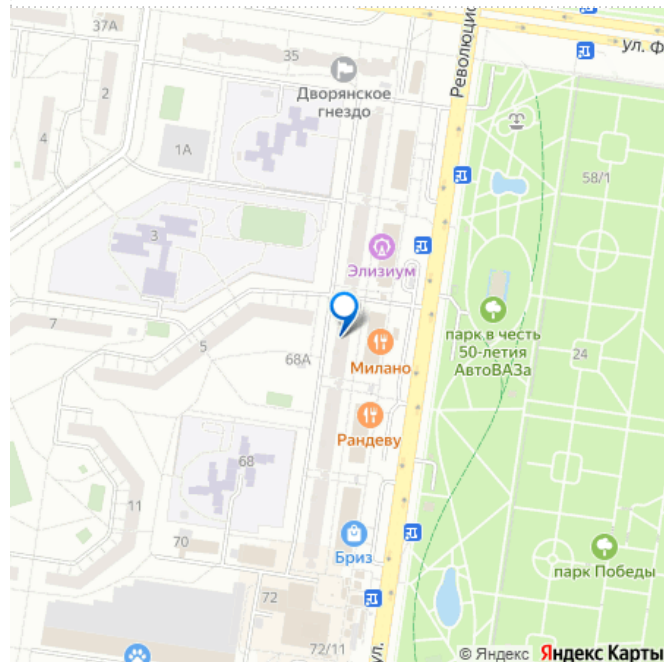 37А
35
ул. Ф
Дворянское
гнездо
Революцио
2
4
1А
58/1
3
Элизиум
парк в честь
50-летия
АвтоВАЗа
7
5
68А
Милано
24
Рандеву
68
11
70
Бриз
парк Победы
72
72/11
ул.
© Яндекс Яндекс Карты